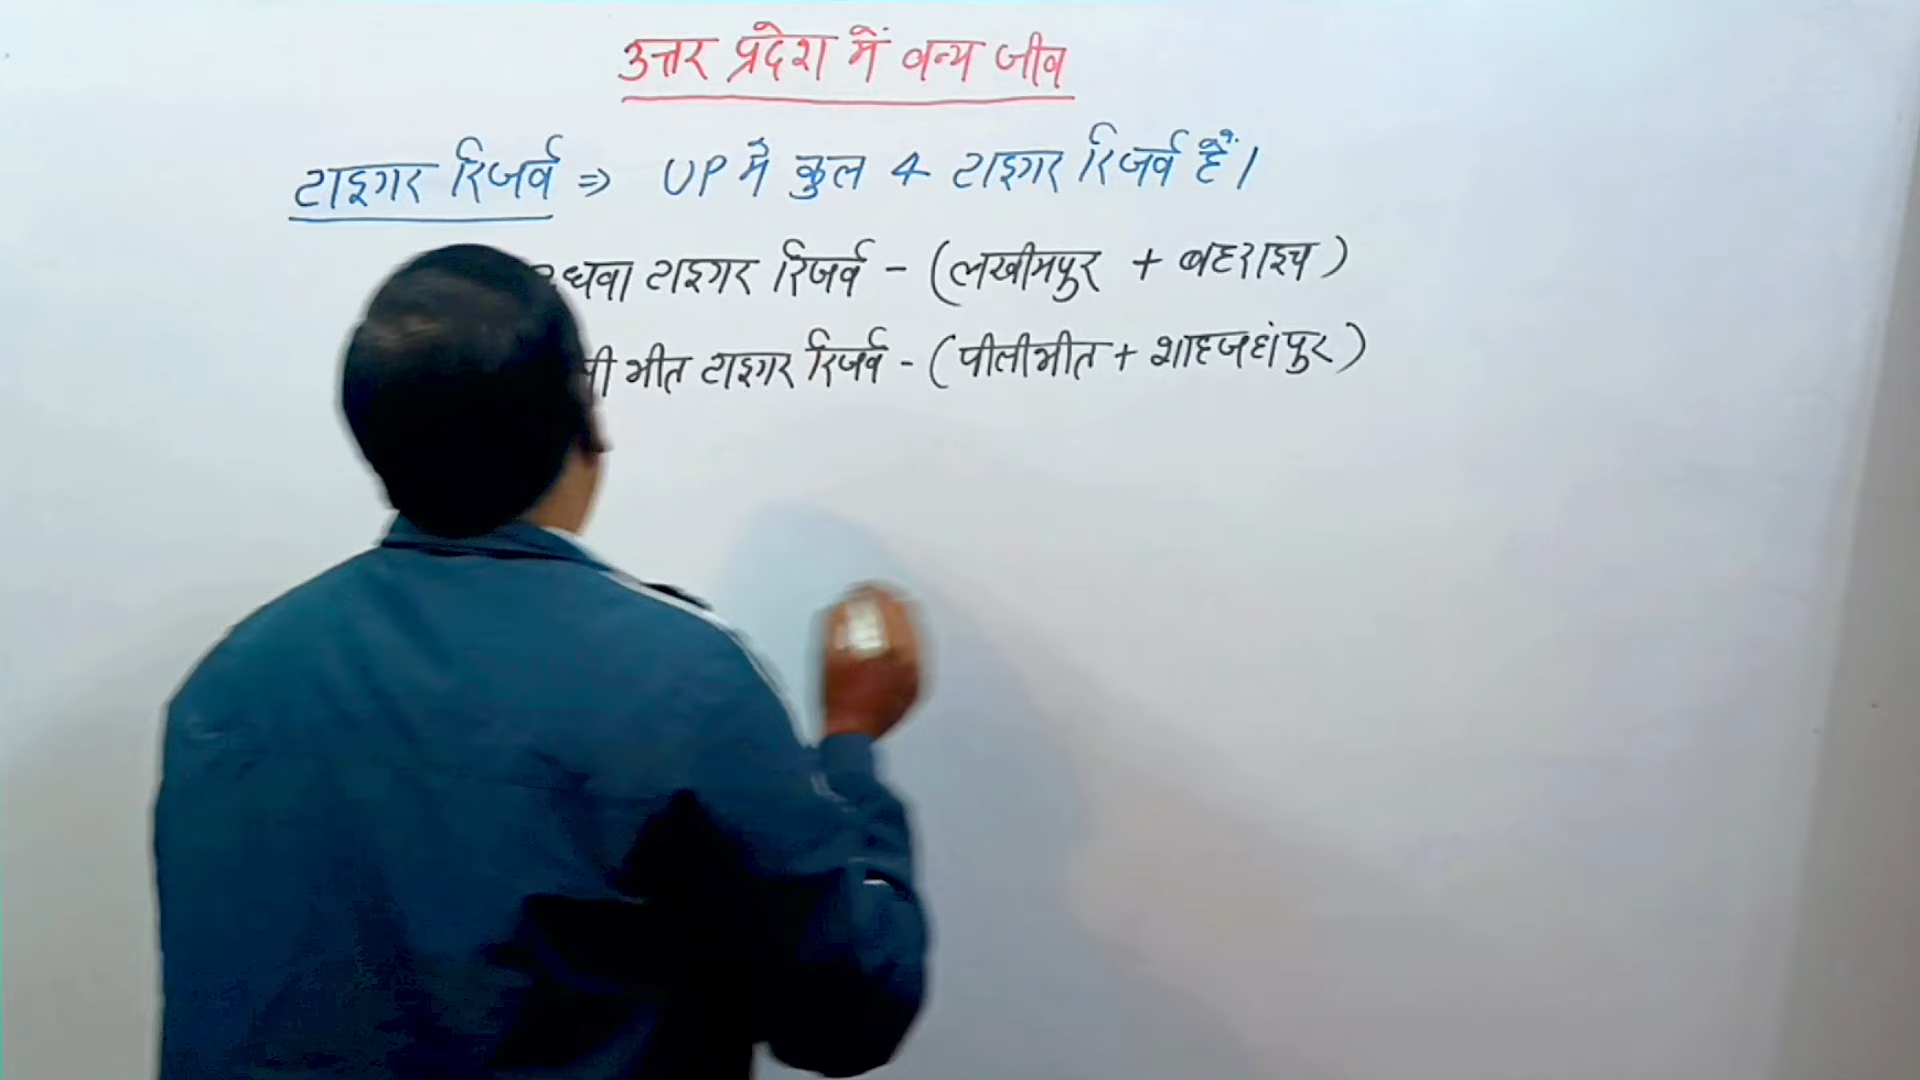 उत्तर प्रदेश में वन्य जीव
टाइगर रिजर्व ⇒ UP मे कुल 4 टाइगर रिजर्व हैं।
टाइगर रिजर्व - (लखीमपुर + बहराइच)
भीत टाइगर रिजर्व - (पीलीभीत + शाहजहांपुर)